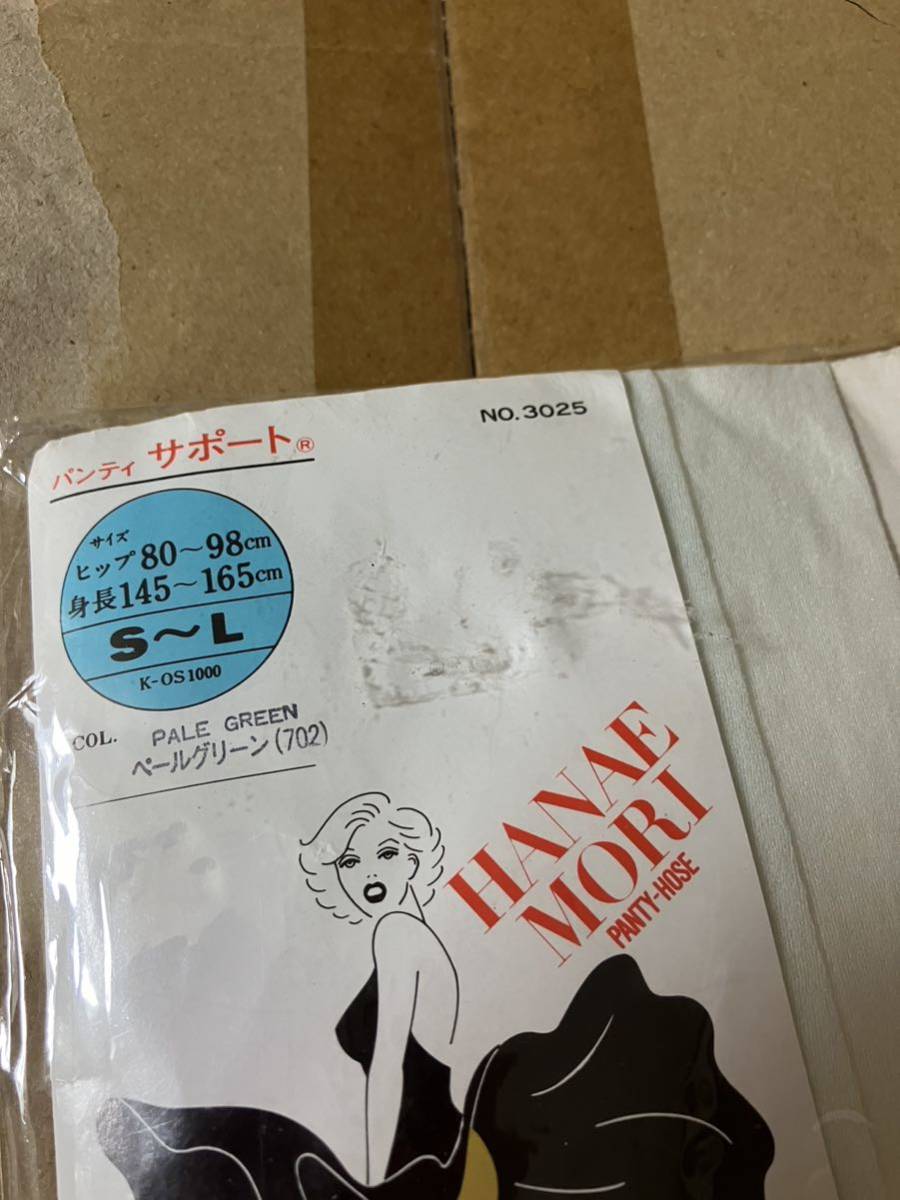 NO.3025
パンティ サポート®
サイズ
ヒップ 80〜98cm
身長 145〜165cm
S〜L
K-OS1000
COL. PALE GREEN
ペールグリーン(702)
HANAE
MORI
PANTY-HOSE